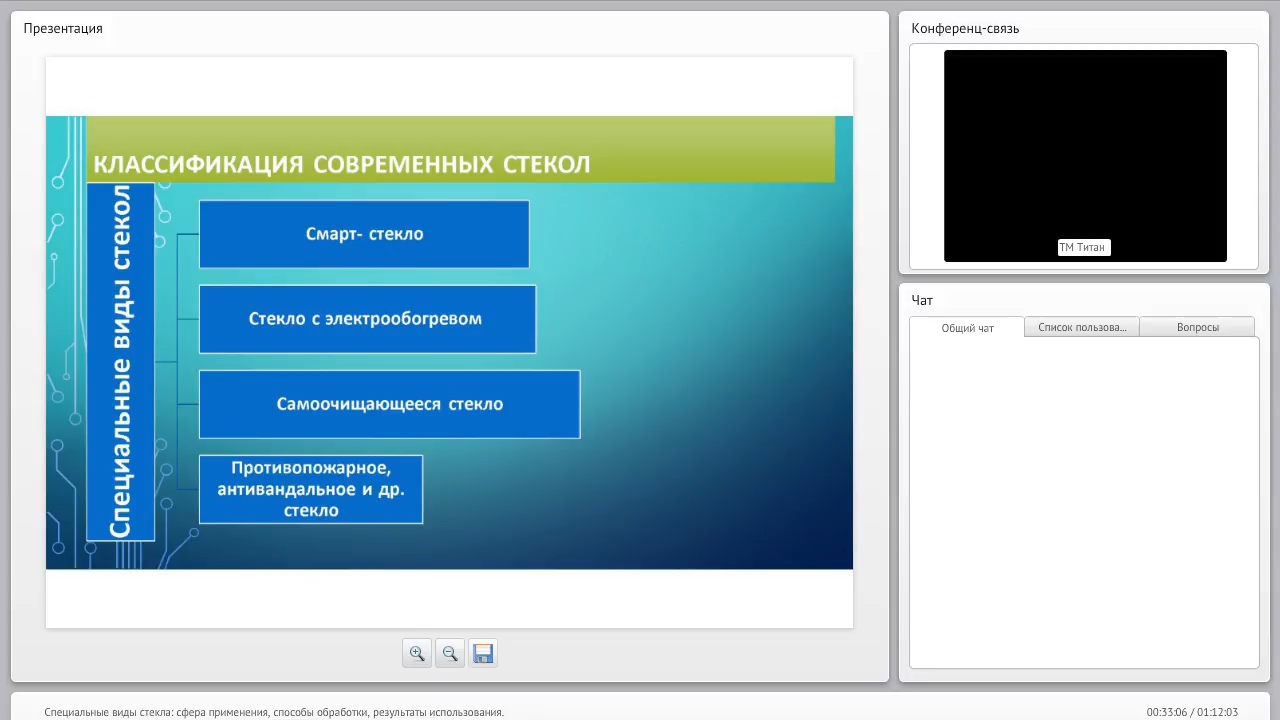 Презентация
КЛАССИФИКАЦИЯ СОВРЕМЕННЫХ СТЕКОЛ
Специальные виды стекол
Смарт- стекло
Стекло с электрообогревом
Самоочищающееся стекло
Противопожарное,
антивандальное и др.
стекло
Конференц-связь
ТМ Титан
Чат
Общий чат
Список пользова...
Вопросы
Специальные виды стекла: сфера применения, способы обработки, результаты использования.
00:33:06 / 01:12:03